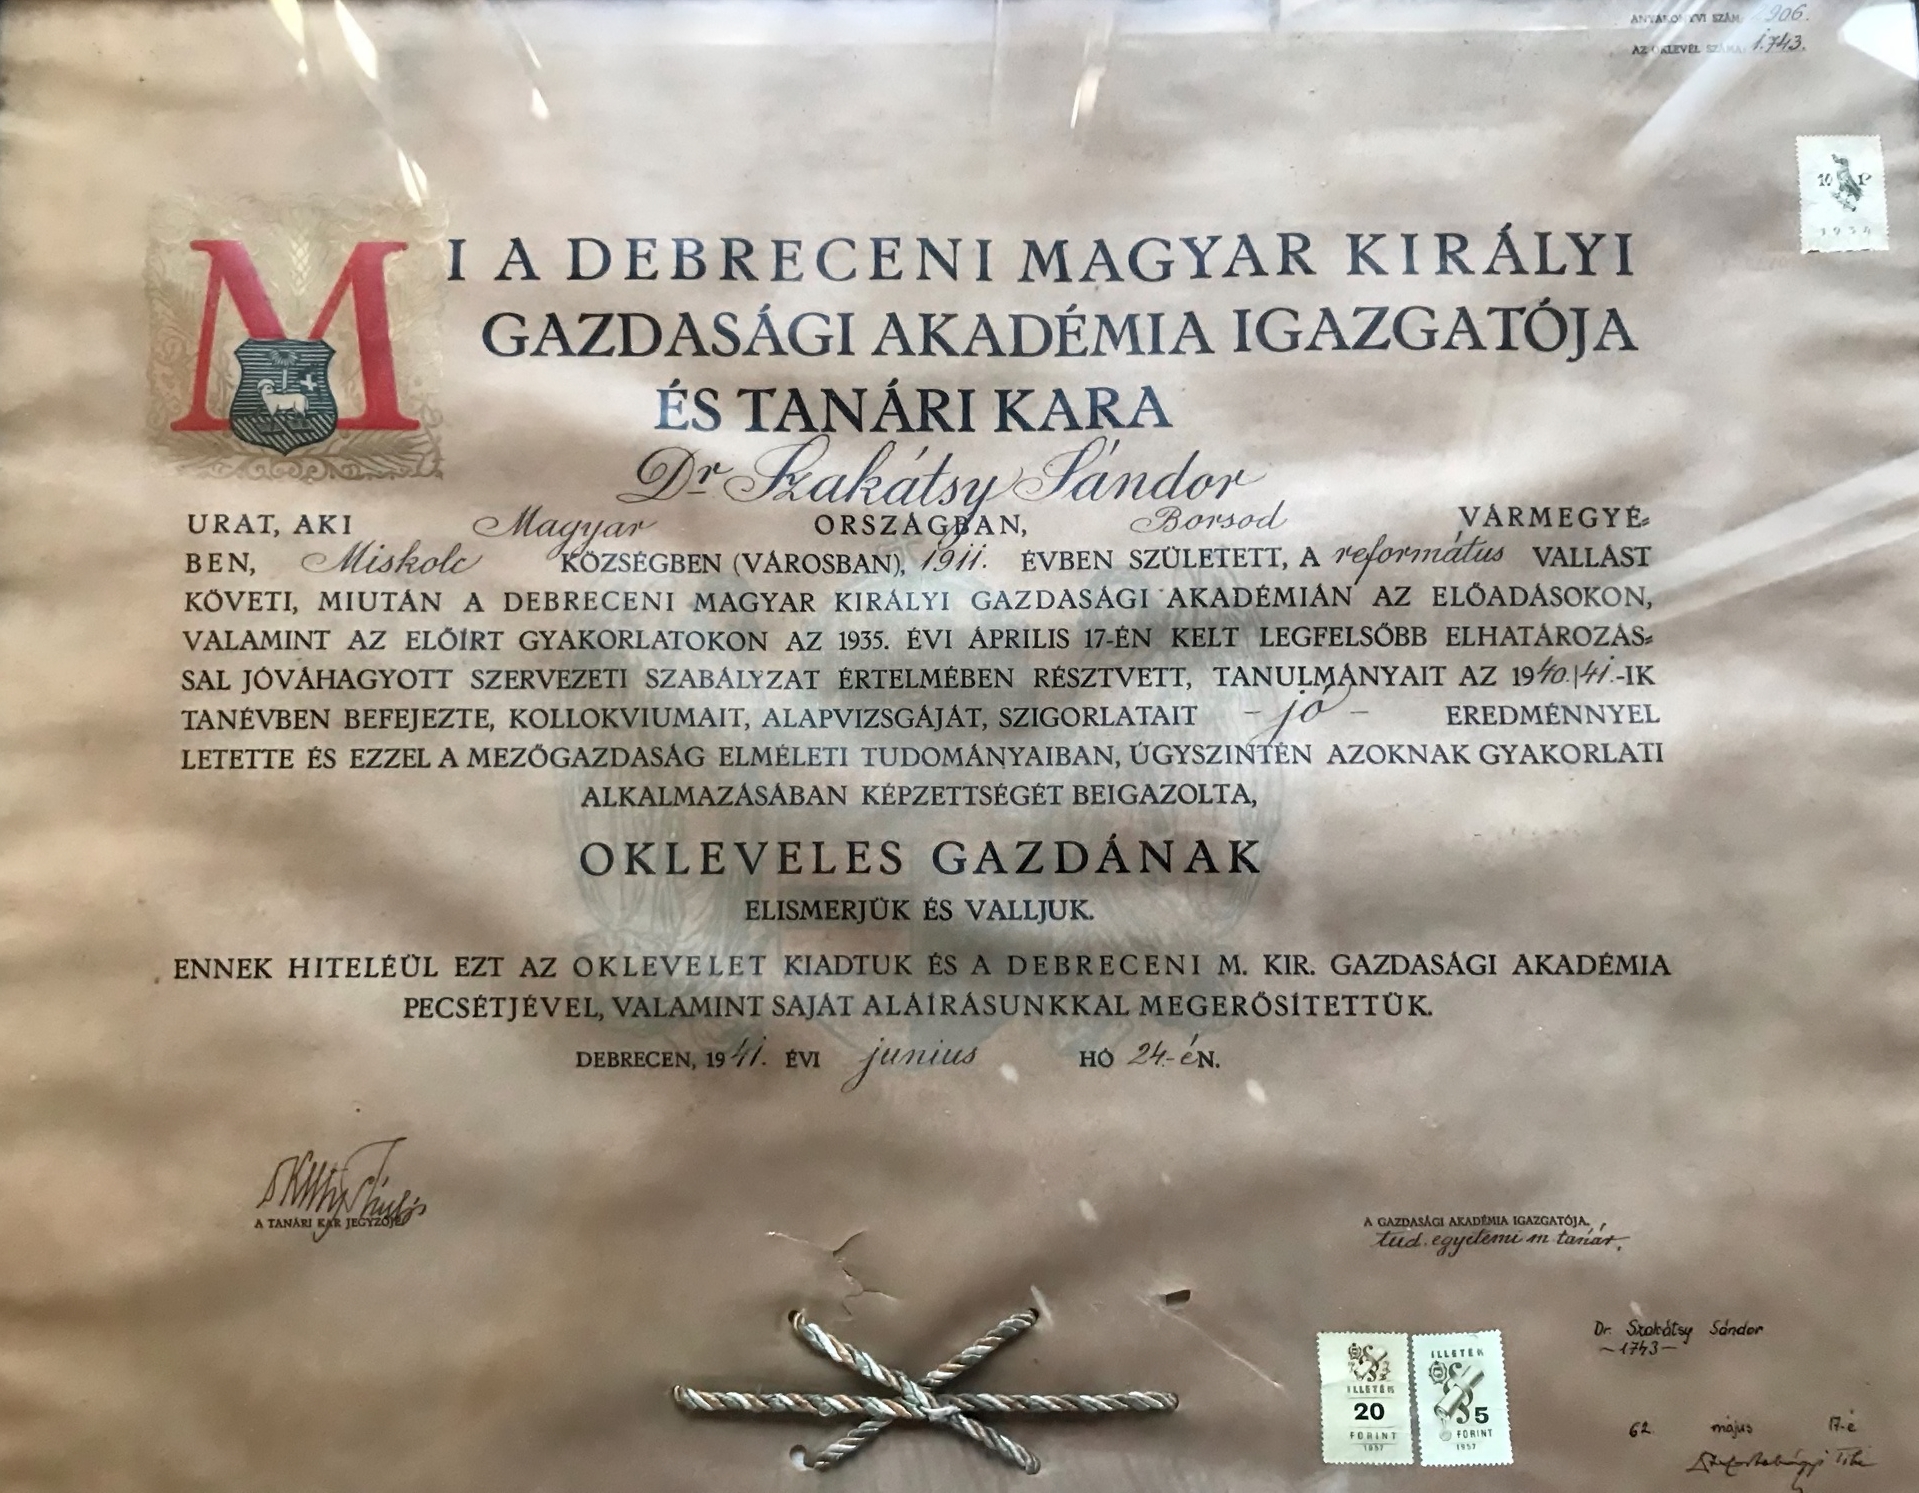 ANYAKÖNYVI SZÁM: 906.
AZ OKLEVÉL SZÁMA: 1.743.
10 P
MI A DEBRECENI MAGYAR KIRÁLYI
GAZDASÁGI AKADÉMIA IGAZGATÓJA
ÉS TANÁRI KARA
Dr Szakátsy Sándor
URAT, AKI Magyar ORSZÁGBAN, Borsod VÁRMEGYÉ=
BEN, Miskolc KÖZSÉGBEN (VÁROSBAN), 1911. ÉVBEN SZÜLETETT, A református VALLÁST
KÖVETI, MIUTÁN A DEBRECENI MAGYAR KIRÁLYI GAZDASÁGI AKADÉMIÁN AZ ELŐADÁSOKON,
VALAMINT AZ ELŐÍRT GYAKORLATOKON AZ 1935. ÉVI ÁPRILIS 17-ÉN KELT LEGFELSŐBB ELHATÁROZÁS=
SAL JÓVÁHAGYOTT SZERVEZETI SZABÁLYZAT ÉRTELMÉBEN RÉSZTVETT, TANULMÁNYAIT AZ 1940.|41.-IK
TANÉVBEN BEFEJEZTE, KOLLOKVIUMAIT, ALAPVIZSGÁJÁT, SZIGORLATAIT - jó - EREDMÉNNYEL
LETETTE ÉS EZZEL A MEZŐGAZDASÁG ELMÉLETI TUDOMÁNYAIBAN, ÚGYSZINTÉN AZOKNAK GYAKORLATI
ALKALMAZÁSÁBAN KÉPZETTSÉGÉT BEIGAZOLTA,
OKLEVELES GAZDÁNAK
ELISMERJÜK ÉS VALLJUK.
ENNEK HITELÉÜL EZT AZ OKLEVELET KIADTUK ÉS A DEBRECENI M. KIR. GAZDASÁGI AKADÉMIA
PECSÉTJÉVEL, VALAMINT SAJÁT ALÁÍRÁSUNKKAL MEGERŐSÍTETTÜK.
DEBRECEN, 1941. ÉVI junius HÓ 24.-éN.
A TANÁRI KAR JEGYZŐJE
A GAZDASÁGI AKADÉMIA IGAZGATÓJA.
tud. egyetemi m tanár.
ILLETÉK
20
FORINT
1957
ILLETÉK
5
FORINT
1957
Dr. Szakátsy Sándor
~1743~
62. május 17-é